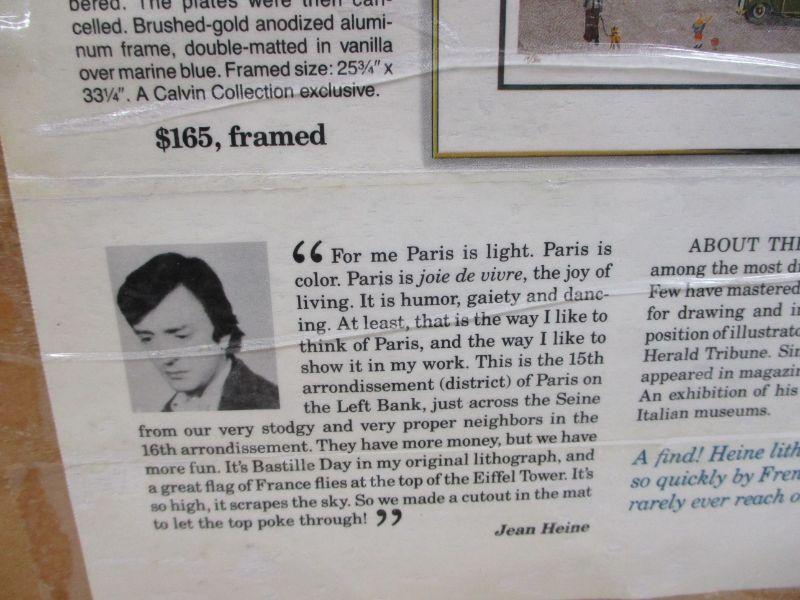 bered. The plates were then can-
celled. Brushed-gold anodized alumi-
num frame, double-matted in vanilla
over marine blue. Framed size: 25¾" x
33¼". A Calvin Collection exclusive.
$165, framed
“ For me Paris is light. Paris is
color. Paris is joie de vivre, the joy of
living. It is humor, gaiety and danc-
ing. At least, that is the way I like to
think of Paris, and the way I like to
show it in my work. This is the 15th
arrondissement (district) of Paris on
the Left Bank, just across the Seine
from our very stodgy and very proper neighbors in the
16th arrondissement. They have more money, but we have
more fun. It's Bastille Day in my original lithograph, and
a great flag of France flies at the top of the Eiffel Tower. It's
so high, it scrapes the sky. So we made a cutout in the mat
to let the top poke through! ”
Jean Heine
ABOUT THE
among the most
Few have mastered
for drawing and
position of illustrato
Herald Tribune. Sin
appeared in magazin
An exhibition of his
Italian museums.
A find! Heine lith
so quickly by Fren
rarely ever reach o